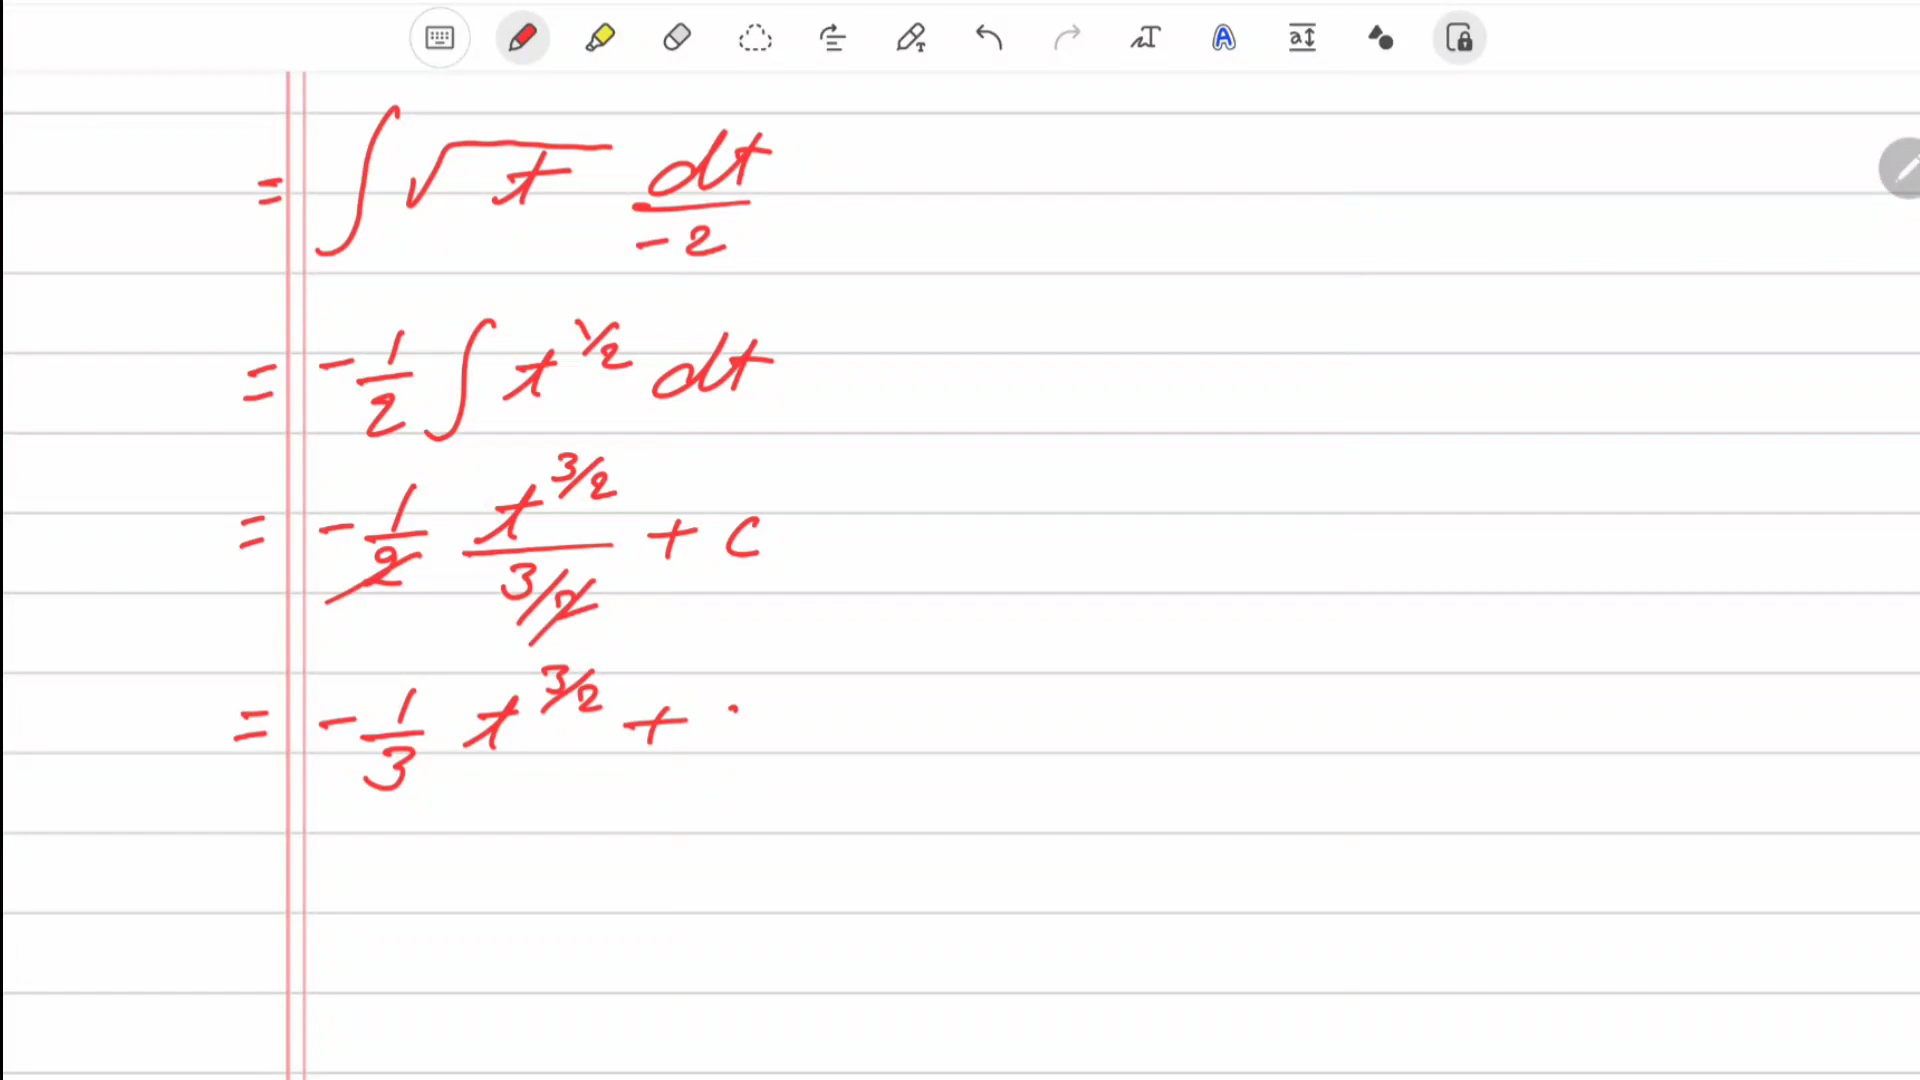 = ∫ √t dt/-2
= -1/2 ∫ t^1/2 dt
= -1/2 t^3/2 / 3/2 + c
= -1/3 t^3/2 +